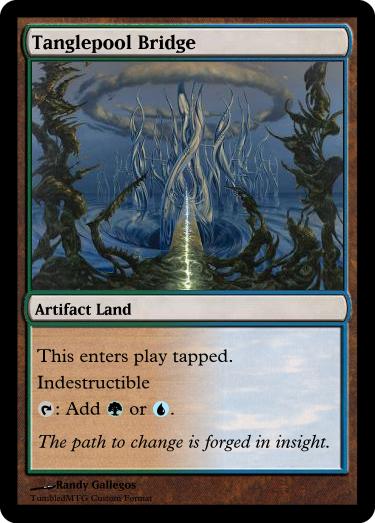 Tanglepool Bridge
Artifact Land
This enters play tapped.
Indestructible
: Add or .
The path to change is forged in insight.
Randy Gallegos
TumbledMTG Custom Format